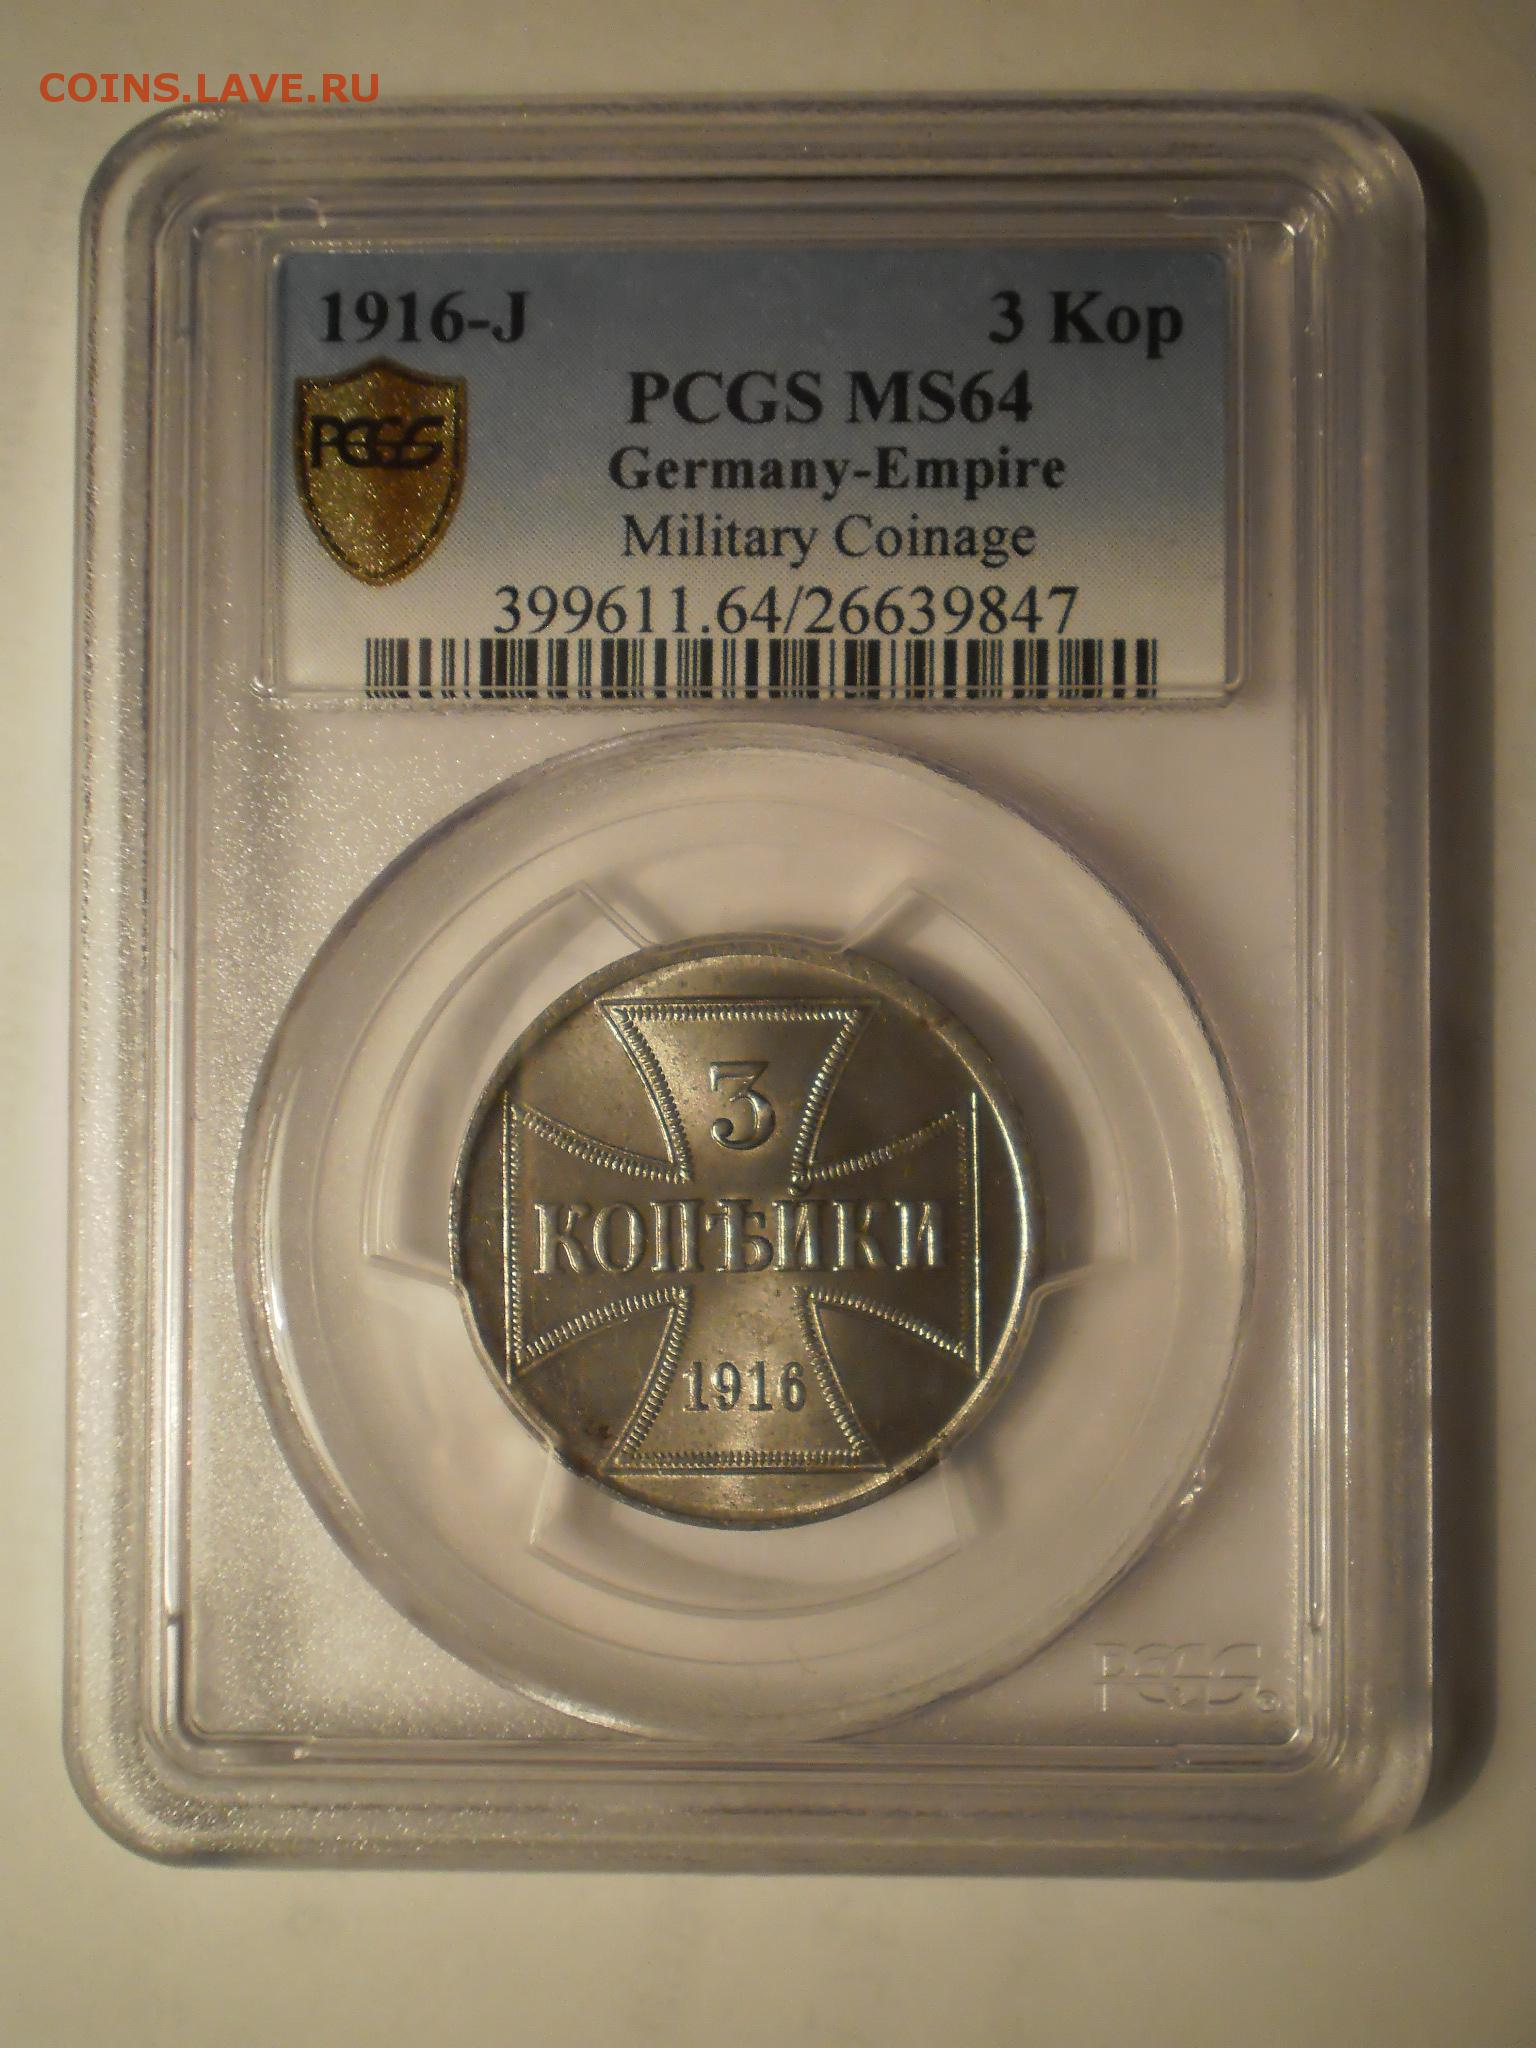 COINS.LAVE.RU
1916-J 3 Kop
PCGS MS64
PCGS
Germany-Empire
Military Coinage
399611.64/26639847
3
КОПѢЙКИ
1916
PCGS